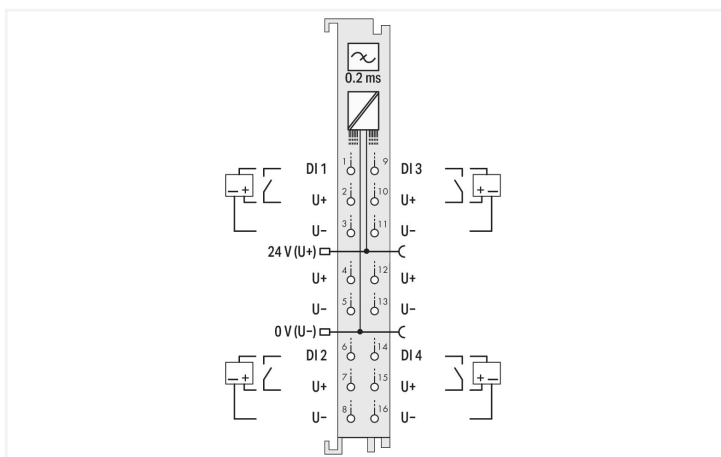 0.2 ms
DI 1 1 9 DI 3
− + U+ 2 10 U+ − +
U− 3 11 U−
24 V (U+)
U+ 4 12 U+
U− 5 13 U−
0 V (U−)
DI 2 6 14 DI 4
− + U+ 7 15 U+ − +
U− 8 16 U−